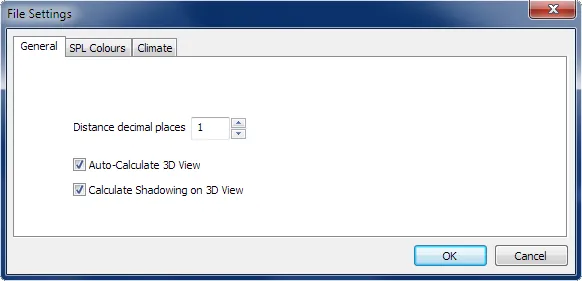 File Settings
General SPL Colours Climate
Distance decimal places 1
Auto-Calculate 3D View
Calculate Shadowing on 3D View
OK Cancel